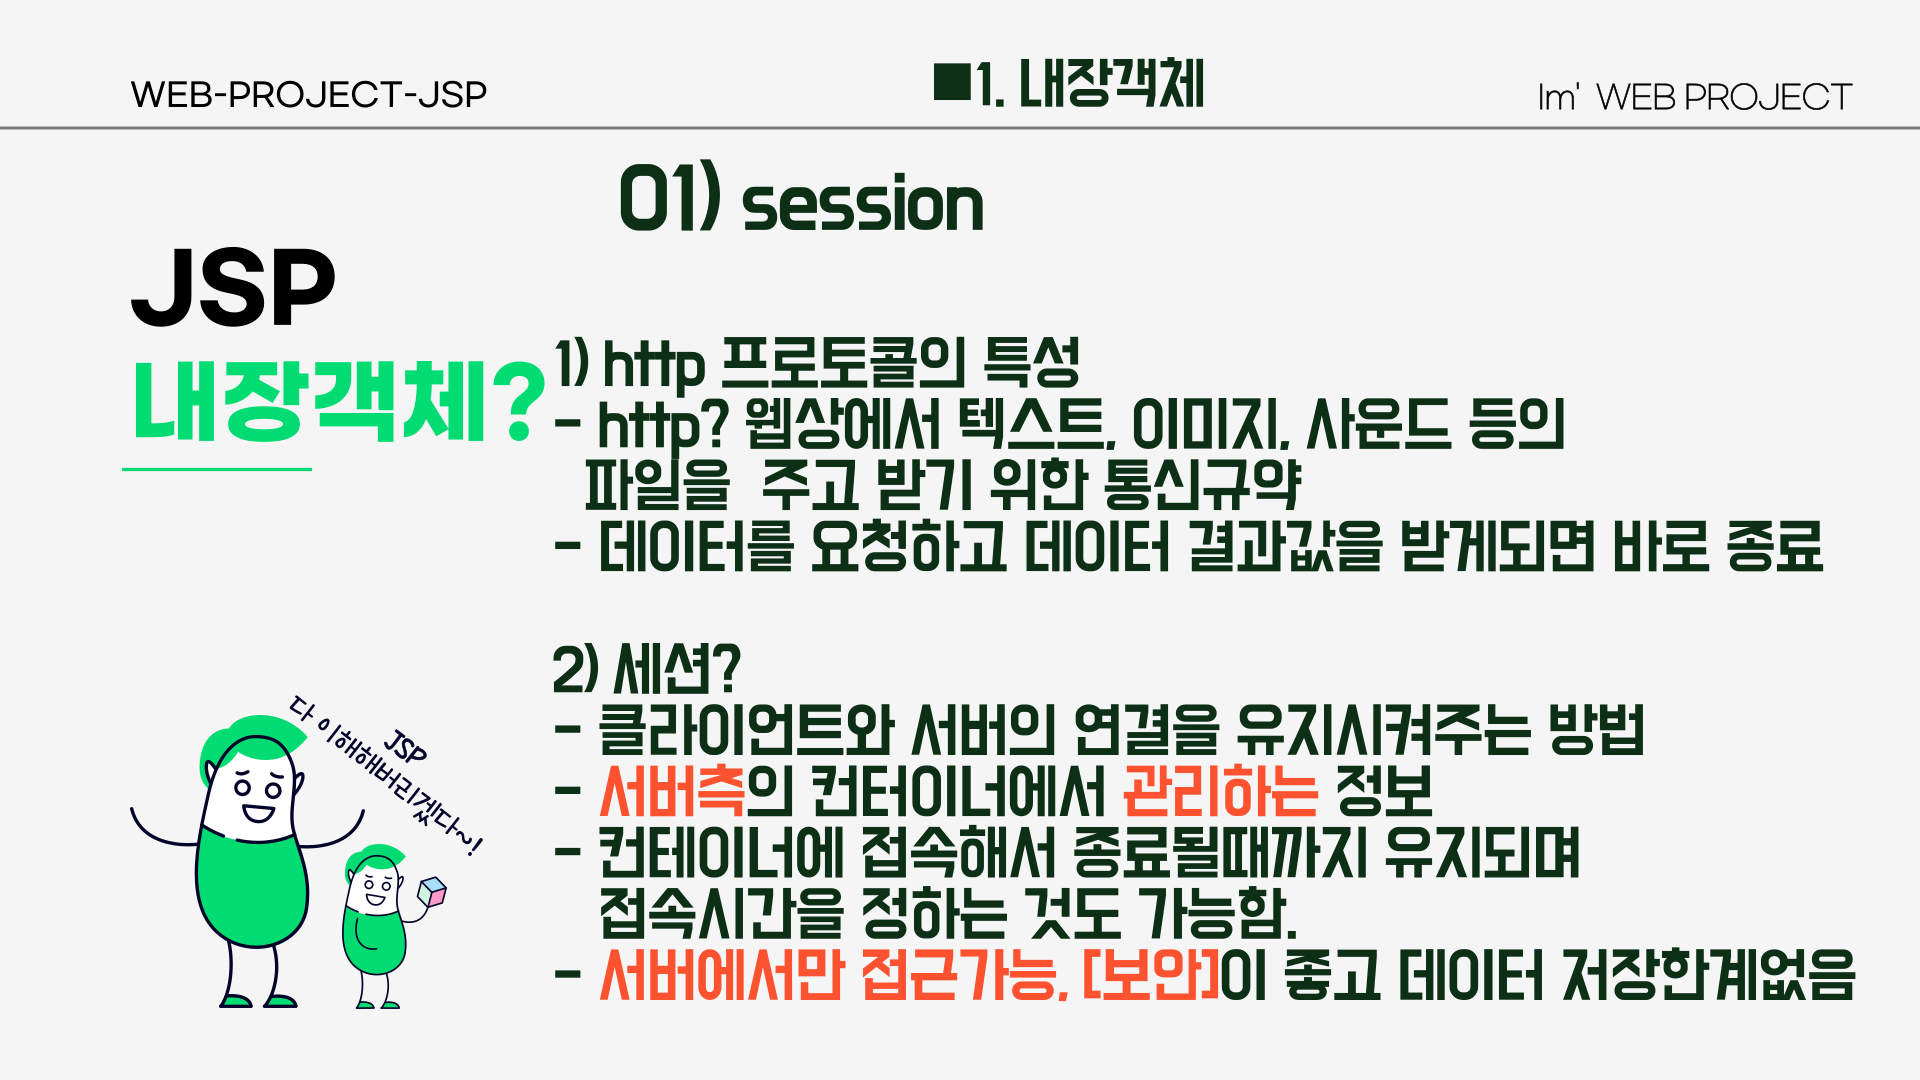 WEB-PROJECT-JSP
■1. 내장객체
Im' WEB PROJECT
01) session
JSP
내장객체?
1) http 프로토콜의 특성
- http? 웹상에서 텍스트, 이미지, 사운드 등의
파일을 주고 받기 위한 통신규약
- 데이터를 요청하고 데이터 결과값을 받게되면 바로 종료
2) 세션?
- 클라이언트와 서버의 연결을 유지시켜주는 방법
- 서버측의 컨터이너에서 관리하는 정보
- 컨테이너에 접속해서 종료될때까지 유지되며
접속시간을 정하는 것도 가능함.
- 서버에서만 접근가능, [보안]이 좋고 데이터 저장한계없음
JSP
다 이해해버리겠다~!